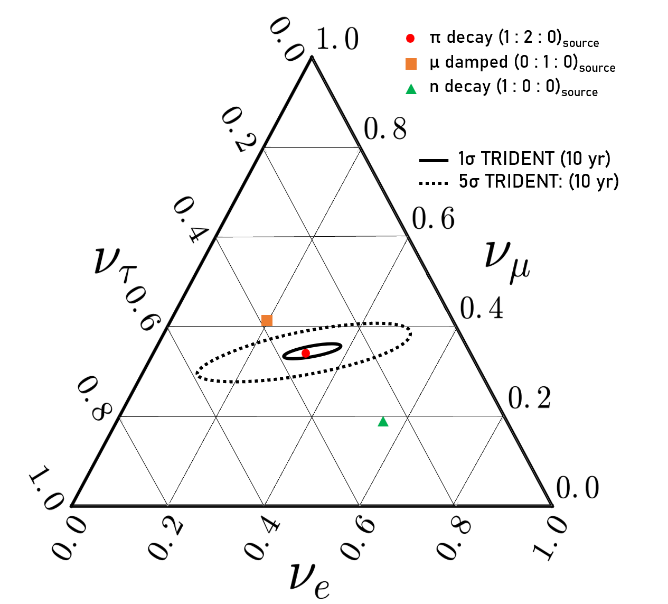 0.0
1.0
π decay (1 : 2 : 0)source
μ damped (0 : 1 : 0)source
n decay (1 : 0 : 0)source
0.2
0.8
1σ TRIDENT (10 yr)
5σ TRIDENT: (10 yr)
0.4
0.6
ντ
νμ
0.6
0.4
0.8
0.2
1.0
0.0
0.0
0.2
0.4
0.6
0.8
1.0
νe